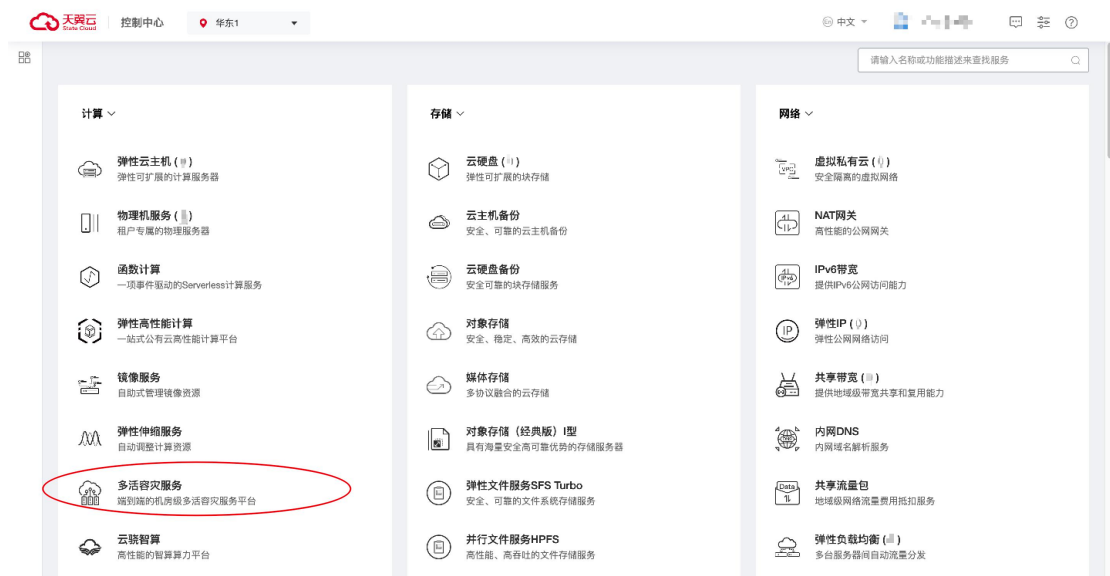 天翼云
State Cloud
控制中心
华东1
中文
请输入名称或功能描述来查找服务
计算
弹性云主机 ( )
弹性可扩展的计算服务器
物理机服务 ( )
租户专属的物理服务器
函数计算
一项事件驱动的Serverless计算服务
弹性高性能计算
一站式公有云高性能计算平台
镜像服务
自助式管理镜像资源
弹性伸缩服务
自动调整计算资源
多活容灾服务
端到端的机房级多活容灾服务平台
云骁智算
高性能的智算算力平台
存储
云硬盘 ( )
弹性可扩展的块存储
云主机备份
安全、可靠的云主机备份
云硬盘备份
安全可靠的块存储服务
对象存储
安全、稳定、高效的云存储
媒体存储
多协议融合的云存储
对象存储（经典版）I型
具有海量安全高可靠优势的存储服务器
弹性文件服务SFS Turbo
安全、可靠的文件系统存储服务
并行文件服务HPFS
高性能、高吞吐的文件存储服务
网络
VPC
虚拟私有云 ( )
安全隔离的虚拟网络
NAT网关
高性能的公网网关
IPv6
IPv6带宽
提供IPv6公网访问能力
IP
弹性IP ( )
弹性公网网络访问
共享带宽 ( )
提供地域级带宽共享和复用能力
DNS
内网DNS
内网域名解析服务
Data
共享流量包
地域级网络流量费用抵扣服务
弹性负载均衡 ( )
多台服务器间自动流量分发